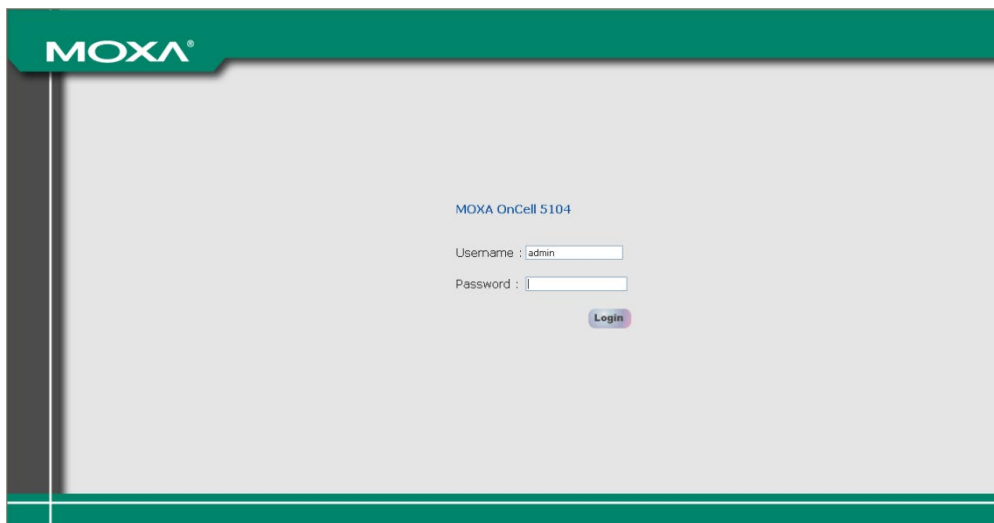 MOXA®
MOXA OnCell 5104
Username : admin
Password :
Login